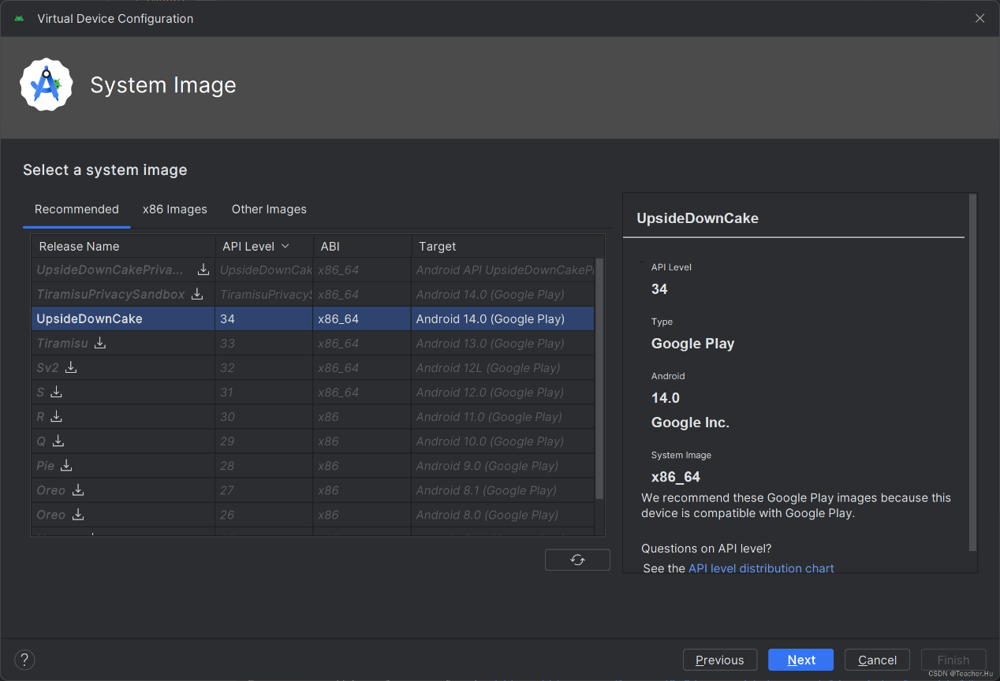 Virtual Device Configuration
System Image
Select a system image
Recommended x86 Images Other Images
Release Name API Level ABI Target
UpsideDownCakePriva... UpsideDownCak x86_64 Android API UpsideDownCakeP
TiramisuPrivacySandbox TiramisuPrivacyS x86_64 Android 14.0 (Google Play)
UpsideDownCake 34 x86_64 Android 14.0 (Google Play)
Tiramisu 33 x86_64 Android 13.0 (Google Play)
Sv2 32 x86_64 Android 12L (Google Play)
S 31 x86_64 Android 12.0 (Google Play)
R 30 x86 Android 11.0 (Google Play)
Q 29 x86 Android 10.0 (Google Play)
Pie 28 x86 Android 9.0 (Google Play)
Oreo 27 x86 Android 8.1 (Google Play)
Oreo 26 x86 Android 8.0 (Google Play)
UpsideDownCake
API Level
34
Type
Google Play
Android
14.0
Google Inc.
System Image
x86_64
We recommend these Google Play images because this
device is compatible with Google Play.
Questions on API level?
See the API level distribution chart
? Previous Next Cancel Finish
CSDN @Teacher.Hu